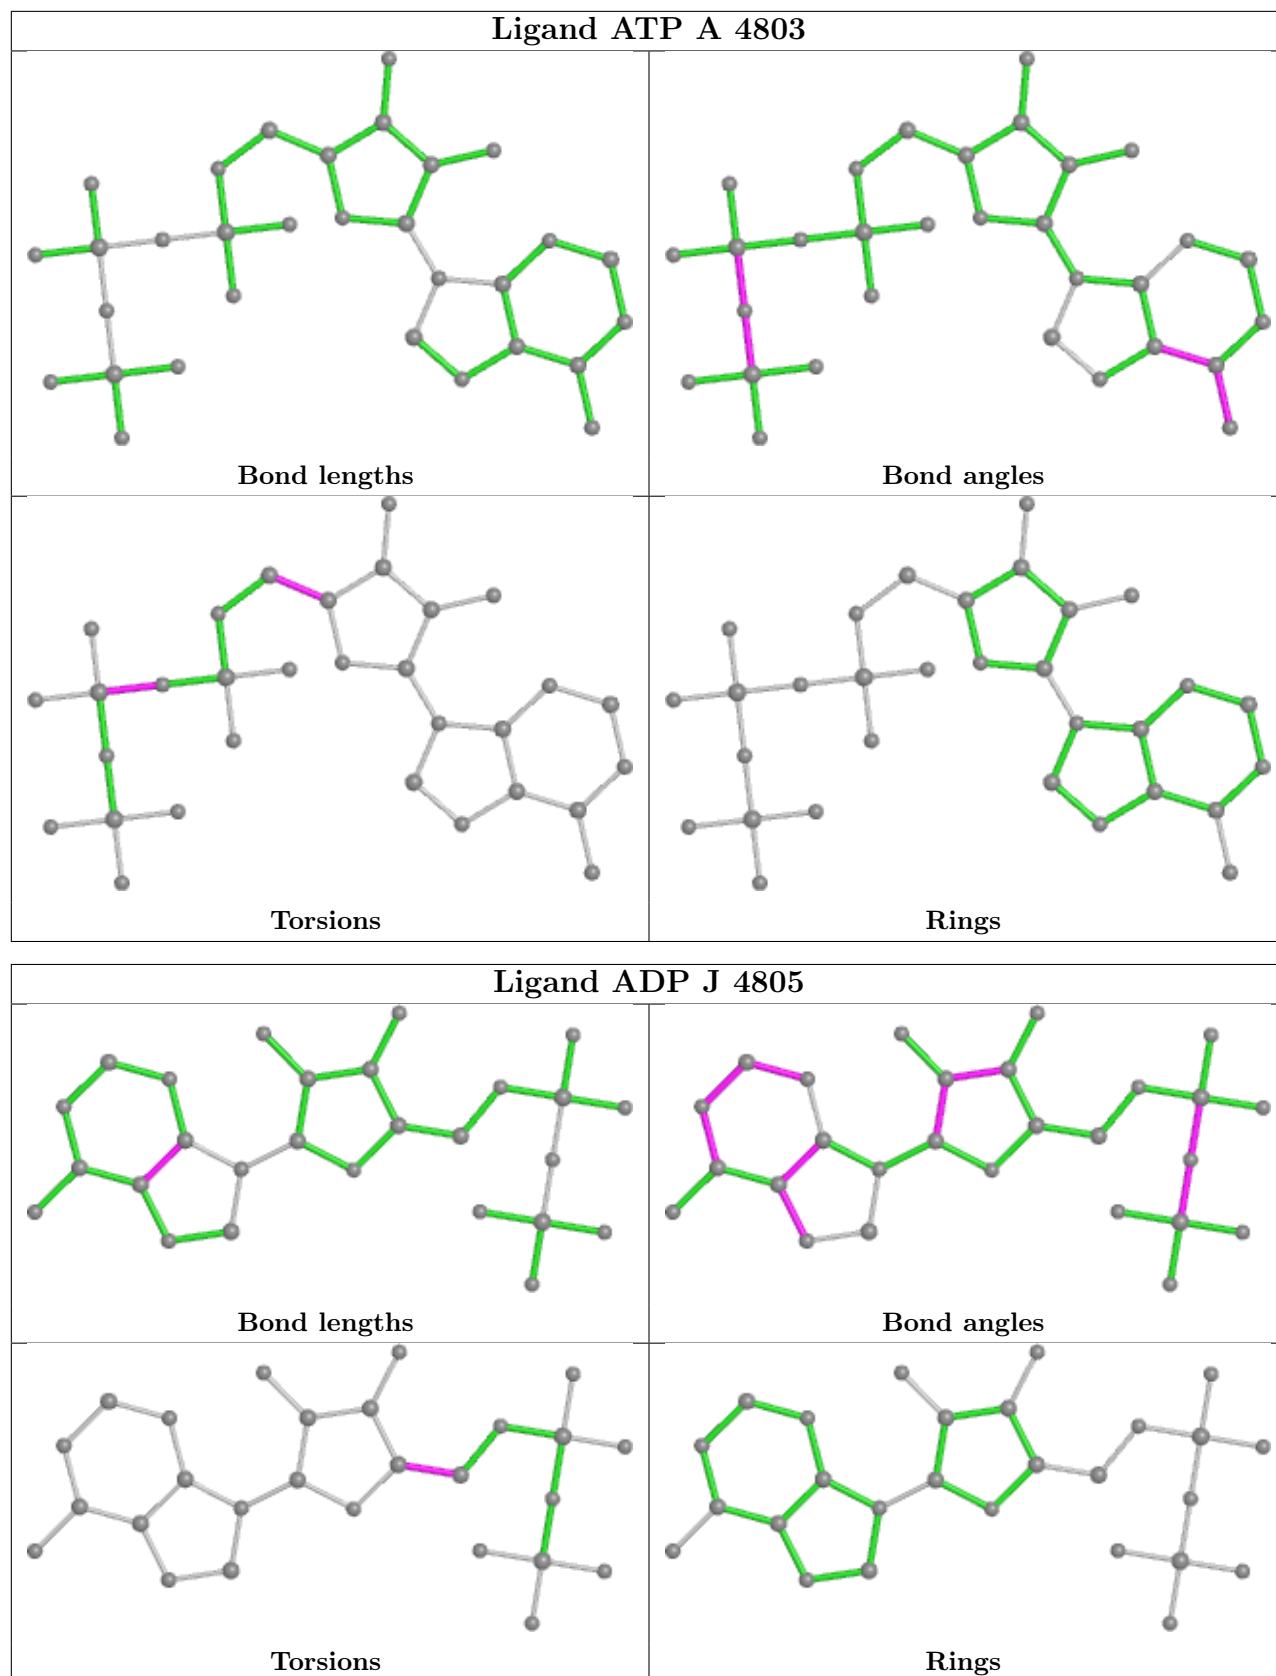 Ligand ATP A 4803
Bond lengths
Bond angles
Torsions
Rings
Ligand ADP J 4805
Bond lengths
Bond angles
Torsions
Rings